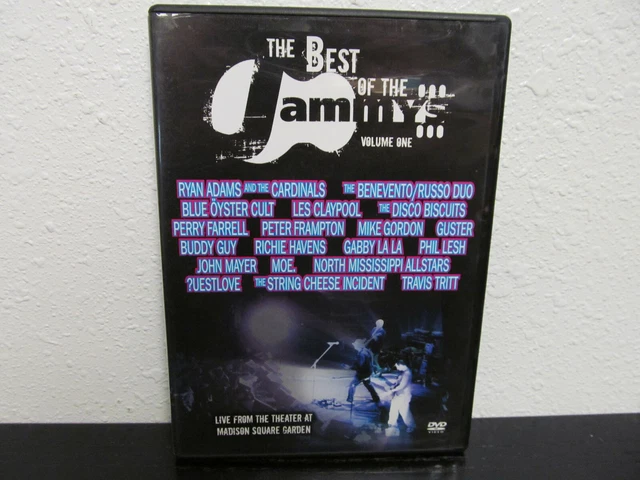 THE BEST
OF THE
Jammys
VOLUME ONE
RYAN ADAMS AND THE CARDINALS THE BENEVENTO/RUSSO DUO
BLUE ÖYSTER CULT LES CLAYPOOL THE DISCO BISCUITS
PERRY FARRELL PETER FRAMPTON MIKE GORDON GUSTER
BUDDY GUY RICHIE HAVENS GABBY LA LA PHIL LESH
JOHN MAYER MOE. NORTH MISSISSIPPI ALLSTARS
?UESTLOVE THE STRING CHEESE INCIDENT TRAVIS TRITT
LIVE FROM THE THEATER AT
MADISON SQUARE GARDEN
DVD
VIDEO